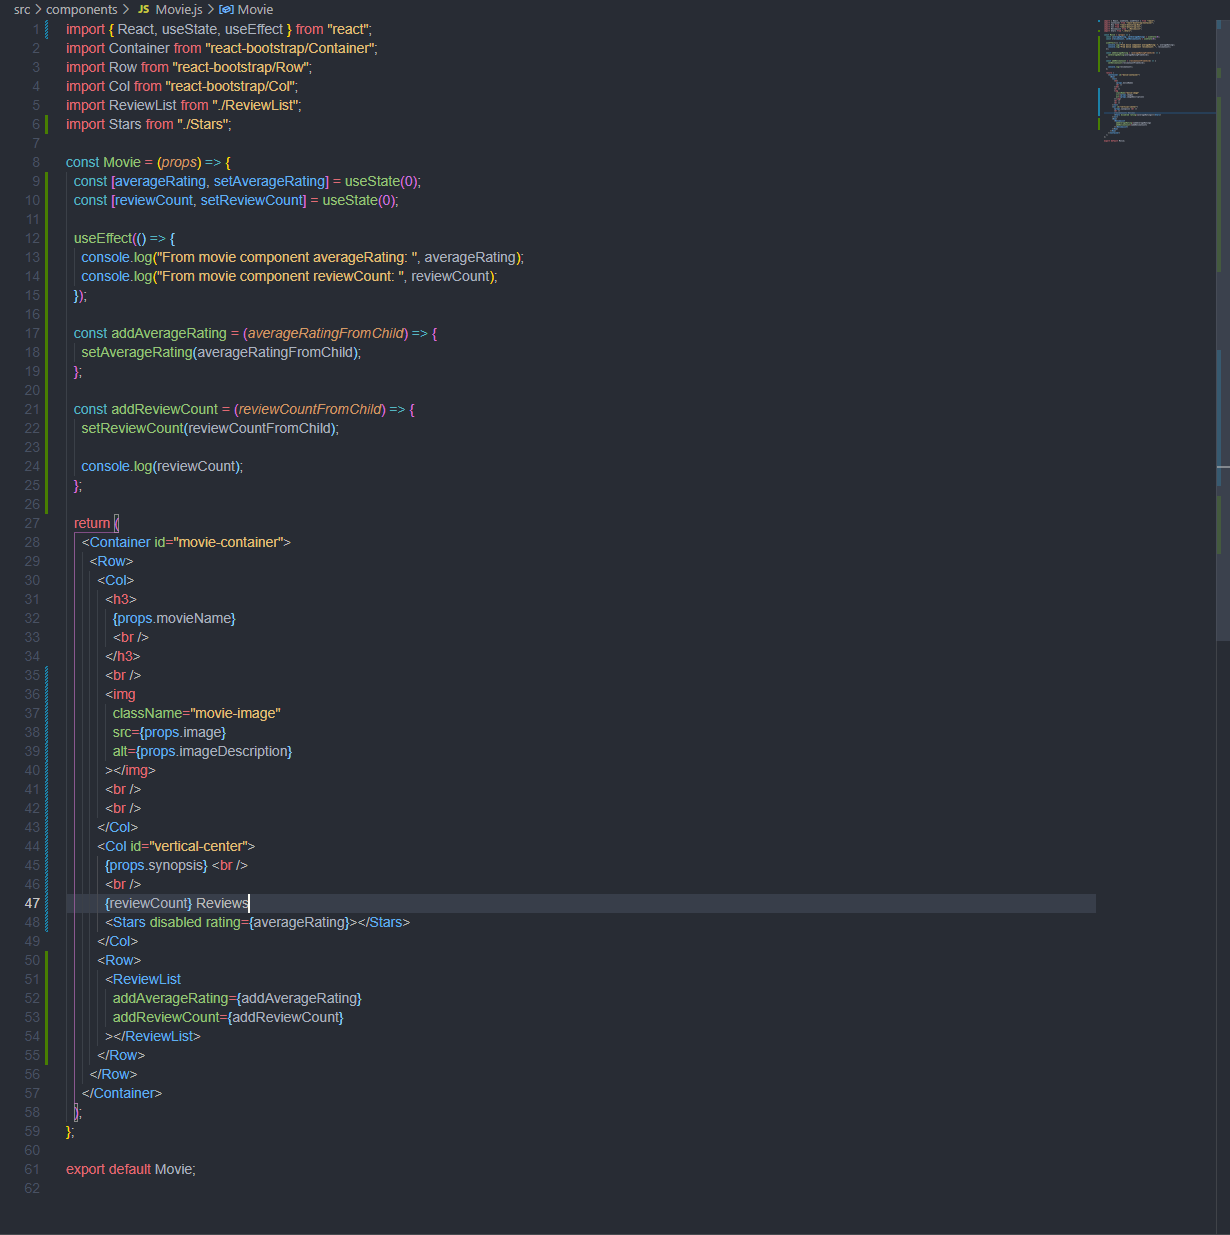 src > components > JS Movie.js > Movie
1 import { React, useState, useEffect } from "react";
2 import Container from "react-bootstrap/Container";
3 import Row from "react-bootstrap/Row";
4 import Col from "react-bootstrap/Col";
5 import ReviewList from "./ReviewList";
6 import Stars from "./Stars";
7
8 const Movie = (props) => {
9 const [averageRating, setAverageRating] = useState(0);
10 const [reviewCount, setReviewCount] = useState(0);
11
12 useEffect(() => {
13 console.log("From movie component averageRating: ", averageRating);
14 console.log("From movie component reviewCount: ", reviewCount);
15 });
16
17 const addAverageRating = (averageRatingFromChild) => {
18 setAverageRating(averageRatingFromChild);
19 };
20
21 const addReviewCount = (reviewCountFromChild) => {
22 setReviewCount(reviewCountFromChild);
23
24 console.log(reviewCount);
25 };
26
27 return (
28 <Container id="movie-container">
29 <Row>
30 <Col>
31 <h3>
32 {props.movieName}
33 <br />
34 </h3>
35 <br />
36 <img
37 className="movie-image"
38 src={props.image}
39 alt={props.imageDescription}
40 ></img>
41 <br />
42 <br />
43 </Col>
44 <Col id="vertical-center">
45 {props.synopsis} <br />
46 <br />
47 {reviewCount} Reviews
48 <Stars disabled rating={averageRating}></Stars>
49 </Col>
50 <Row>
51 <ReviewList
52 addAverageRating={addAverageRating}
53 addReviewCount={addReviewCount}
54 ></ReviewList>
55 </Row>
56 </Row>
57 </Container>
58 );
59 };
60
61 export default Movie;
62